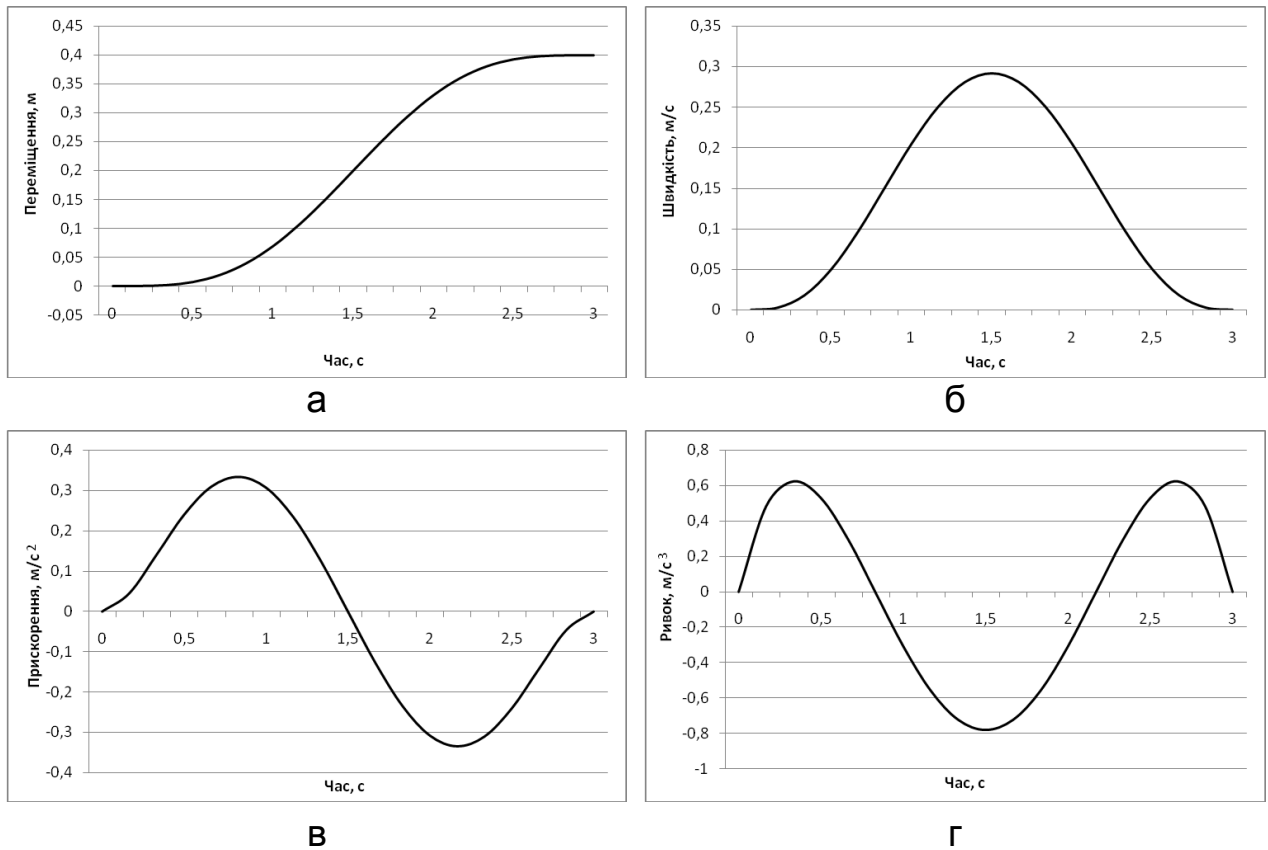 0,45
0,4
0,35
0,3
0,25
0,2
0,15
0,1
0,05
0
-0,05
Переміщення, м
0 0,5 1 1,5 2 2,5 3
Час, с
а
0,35
0,3
0,25
0,2
0,15
0,1
0,05
0
Швидкість, м/с
0 0,5 1 1,5 2 2,5 3
Час, с
б
0,4
0,3
0,2
0,1
0
-0,1
-0,2
-0,3
-0,4
Прискорення, м/с²
0 0,5 1 1,5 2 2,5 3
Час, с
в
0,8
0,6
0,4
0,2
0
-0,2
-0,4
-0,6
-0,8
-1
Ривок, м/с³
0 0,5 1 1,5 2 2,5 3
Час, с
г